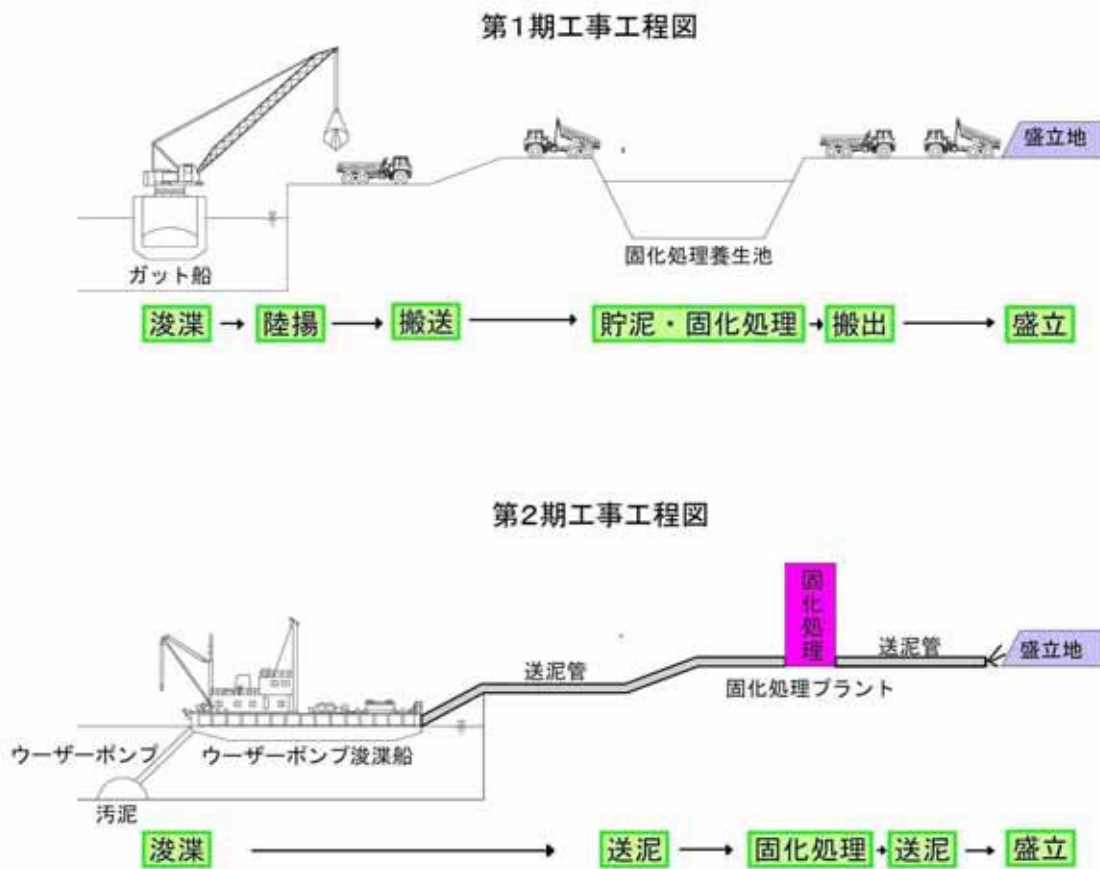 第1期工事工程図
盛立地
固化処理養生池
ガット船
浚渫 → 陸揚 → 搬送 → 貯泥・固化処理 → 搬出 → 盛立
第2期工事工程図
固化処理
送泥管
送泥管
盛立地
固化処理プラント
ウーザーポンプ
ウーザーポンプ浚渫船
汚泥
浚渫 → 送泥 → 固化処理 → 送泥 → 盛立